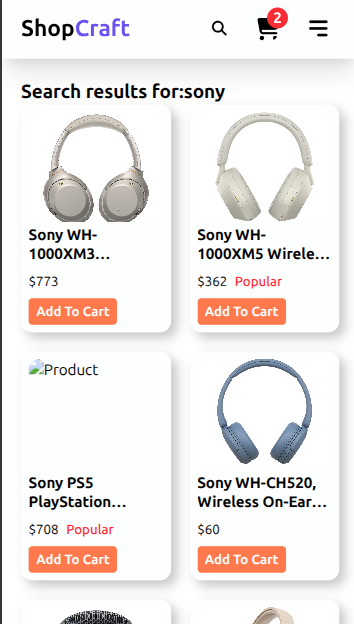 ShopCraft
2
Search results for:sony
Sony WH-
1000XM3...
$773
Add To Cart
Sony WH-
1000XM5 Wirele...
$362 Popular
Add To Cart
Product
Sony PS5
PlayStation...
$708 Popular
Add To Cart
Sony WH-CH520,
Wireless On-Ear...
$60
Add To Cart